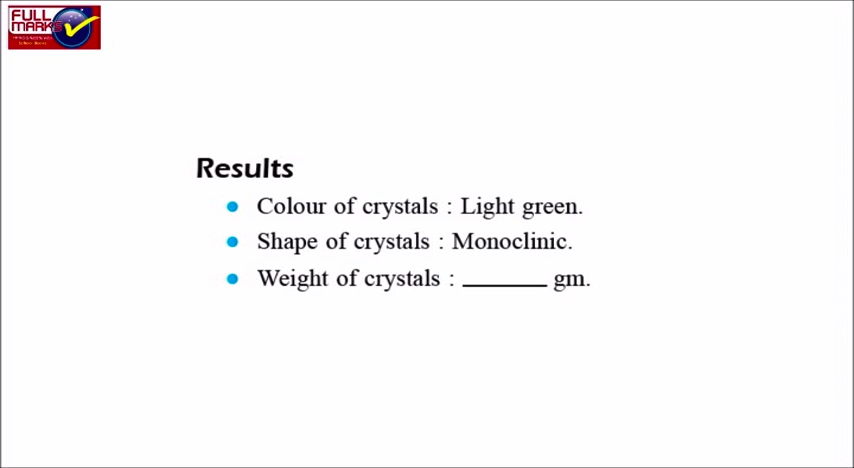 FULL
MARKS
Results
Colour of crystals : Light green.
Shape of crystals : Monoclinic.
Weight of crystals : ________ gm.